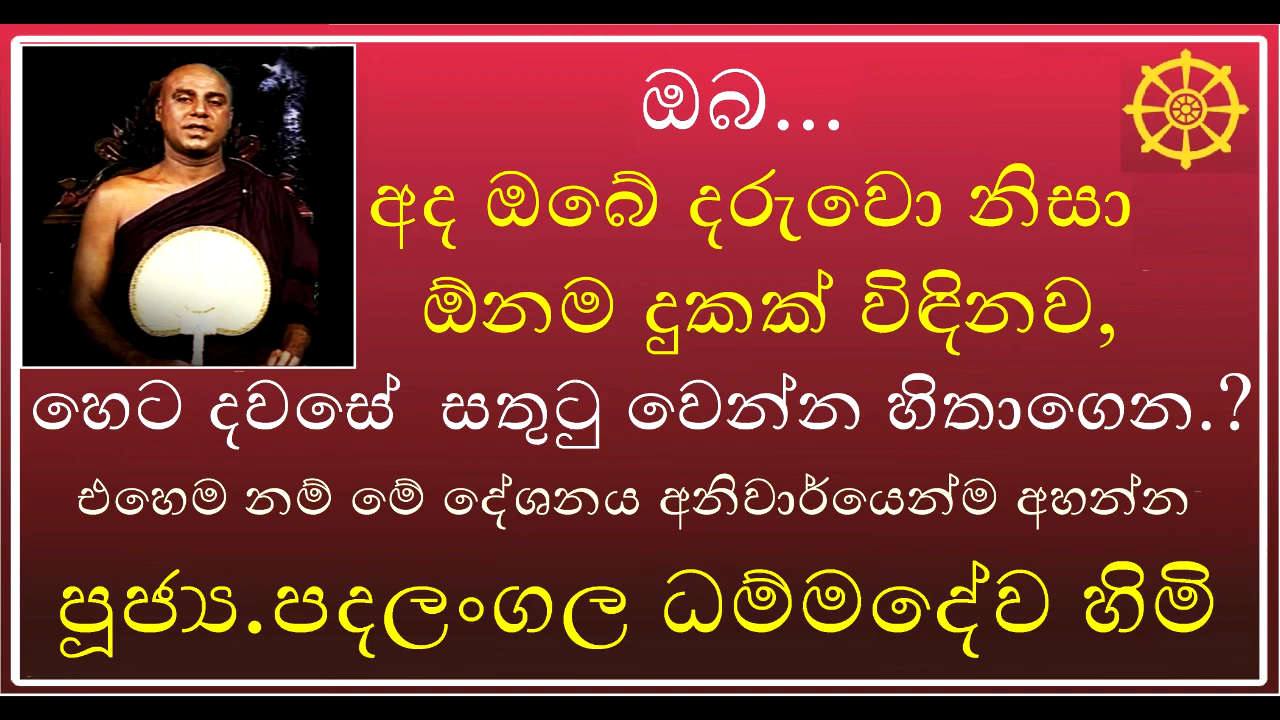 ඔබ...
අද ඔබේ දරුවො නිසා
ඕනම දුකක් විඳිනව,
හෙට දවසේ සතුටු වෙන්න හිතාගෙන.?
එහෙම නම් මේ දේශනය අනිවාර්යෙන්ම අහන්න
පූජ්‍ය.පදලංගල ධම්මදේව හිමි